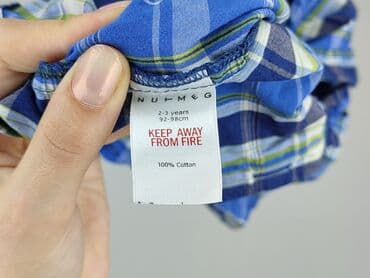 NUTMEG
2-3 years
92-98cm
KEEP AWAY
FROM FIRE
100% Cotton